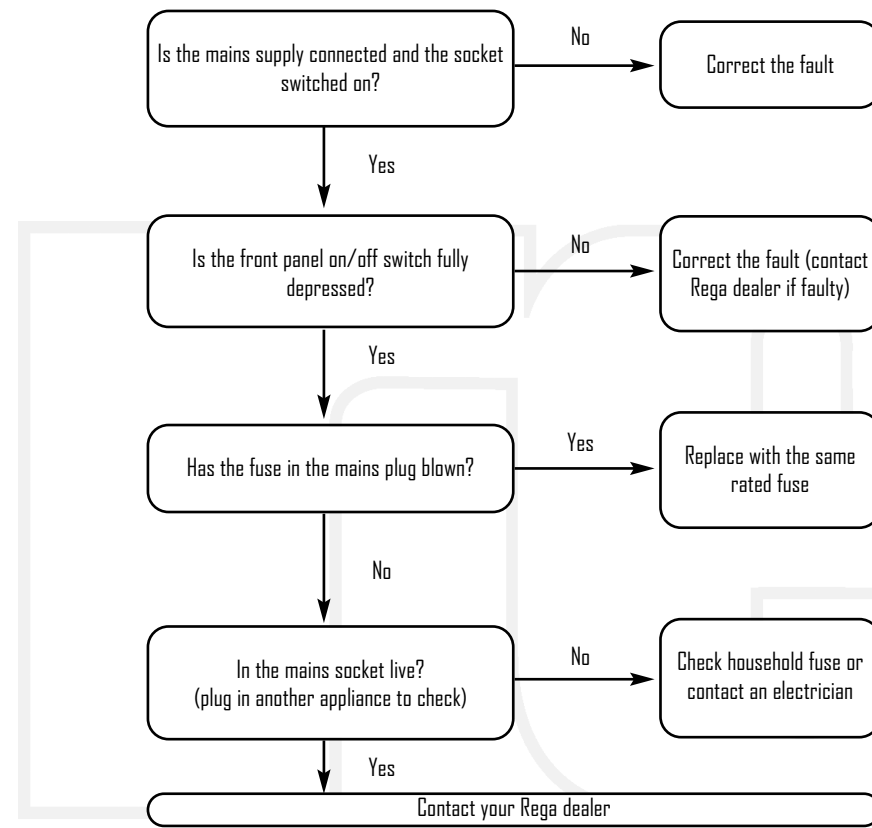 Is the mains supply connected and the socket
switched on?
No
Correct the fault
Yes
Is the front panel on/off switch fully
depressed?
No
Correct the fault (contact
Rega dealer if faulty)
Yes
Has the fuse in the mains plug blown?
Yes
Replace with the same
rated fuse
No
In the mains socket live?
(plug in another appliance to check)
No
Check household fuse or
contact an electrician
Yes
Contact your Rega dealer